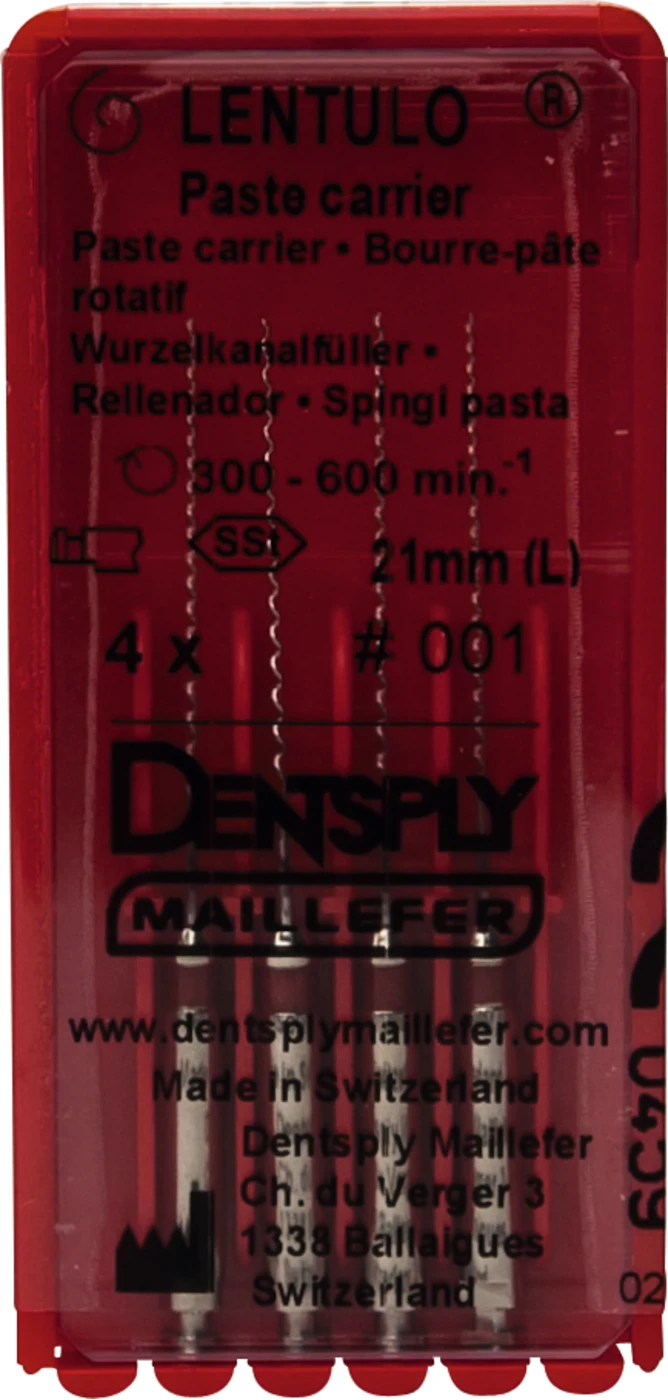 LENTULO ®
Paste carrier
Paste carrier • Bourre-pâte
rotatif
Wurzelkanalfüller •
Rellenador • Spingi pasta
300 - 600 min.-1
SSt
21mm (L)
4 x # 001
DENTSPLY
MAILLEFER
www.dentsplymaillefer.com
Made in Switzerland
Dentsply Maillefer
Ch. du Verger 3
1338 Ballaigues
Switzerland
02